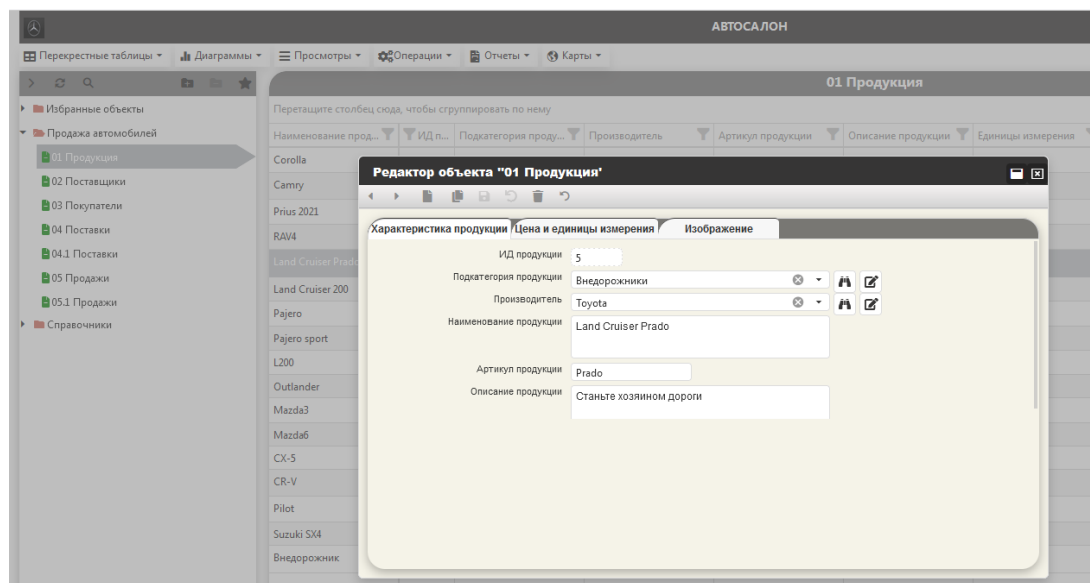 АВТОСАЛОН
Перекрестные таблицы Диаграммы Просмотры Операции Отчеты Карты
01 Продукция
Избранные объекты
Продажа автомобилей
01 Продукция
02 Поставщики
03 Покупатели
04 Поставки
04.1 Поставки
05 Продажи
05.1 Продажи
Справочники
Перетащите столбец сюда, чтобы сгруппировать по нему
Наименование прод... ИД п... Подкатегория проду... Производитель Артикул продукции Описание продукции Единицы измерения
Corolla
Camry
Prius 2021
RAV4
Land Cruiser Prado
Land Cruiser 200
Pajero
Pajero sport
L200
Outlander
Mazda3
Mazda6
CX-5
CR-V
Pilot
Suzuki SX4
Внедорожник
Редактор объекта "01 Продукция'
Характеристика продукции Цена и единицы измерения Изображение
ИД продукции 5
Подкатегория продукции Внедорожники
Производитель Toyota
Наименование продукции Land Cruiser Prado
Артикул продукции Prado
Описание продукции Станьте хозяином дороги